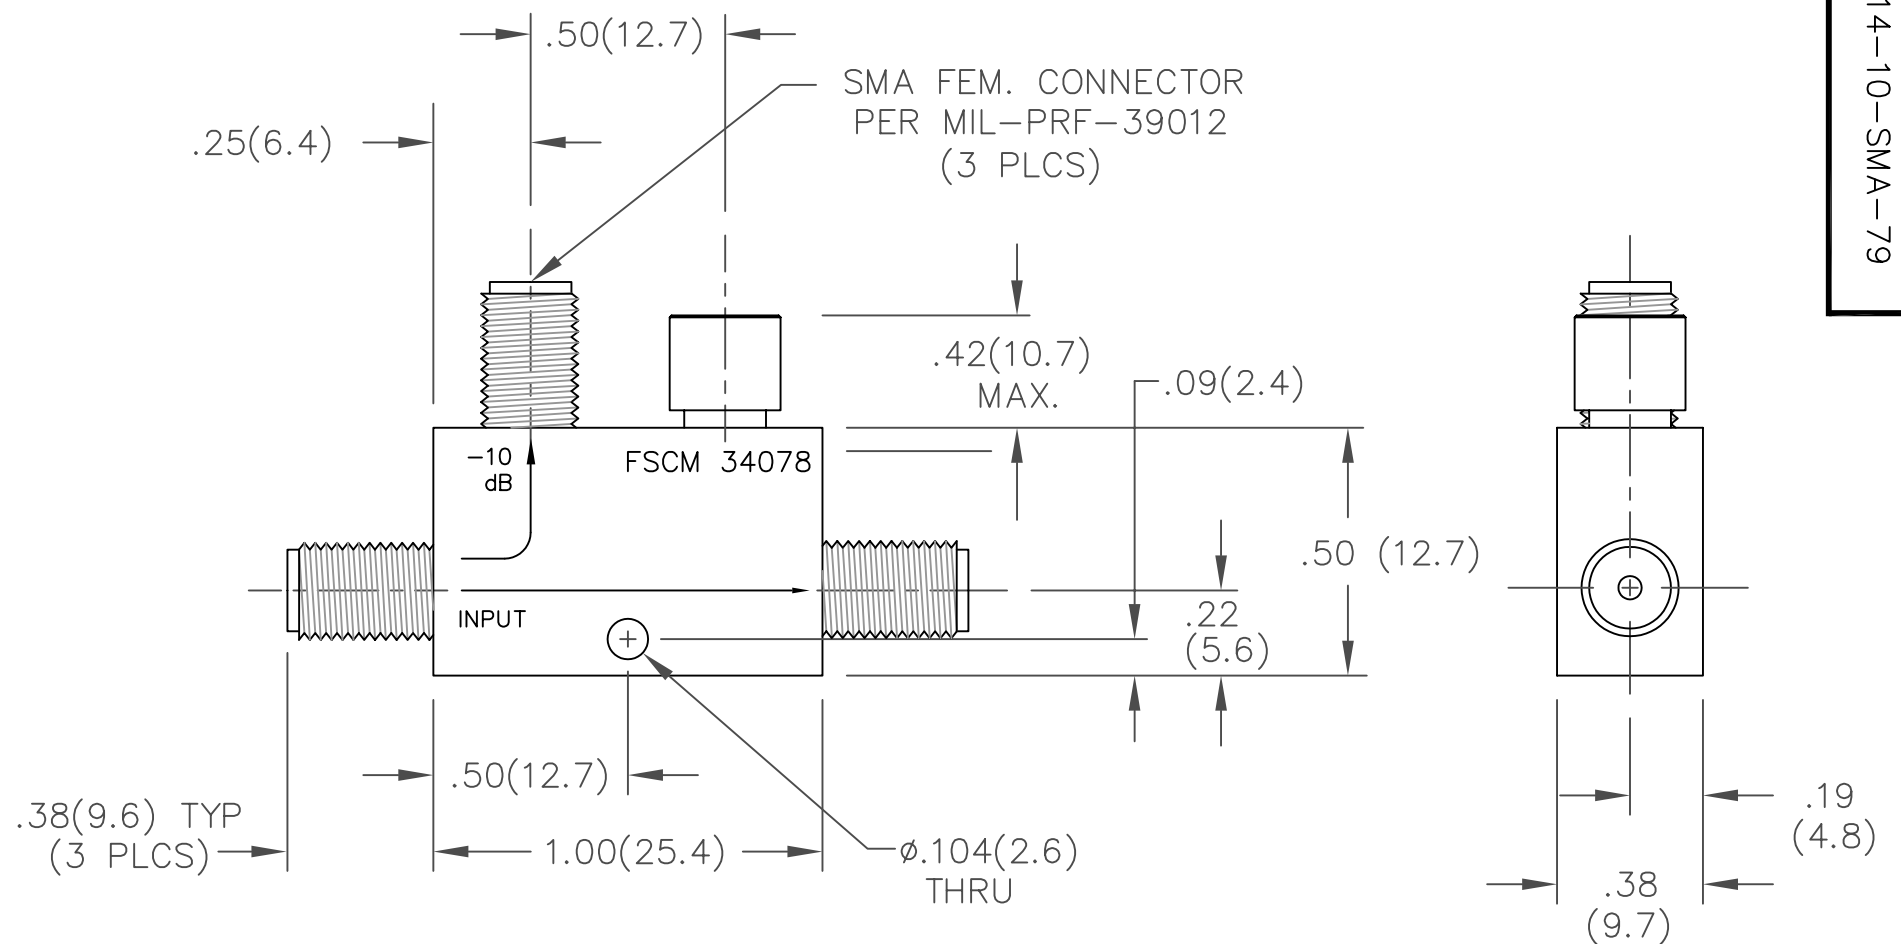 .50(12.7)
SMA FEM. CONNECTOR
PER MIL-PRF-39012
(3 PLCS)
.25(6.4)
14-10-SMA-79
.42(10.7)
MAX.
.09(2.4)
-10
dB
FSCM 34078
.50 (12.7)
INPUT
.22
(5.6)
.50(12.7)
.38(9.6) TYP
(3 PLCS)
1.00(25.4)
ø.104(2.6)
THRU
.19
(4.8)
.38
(9.7)